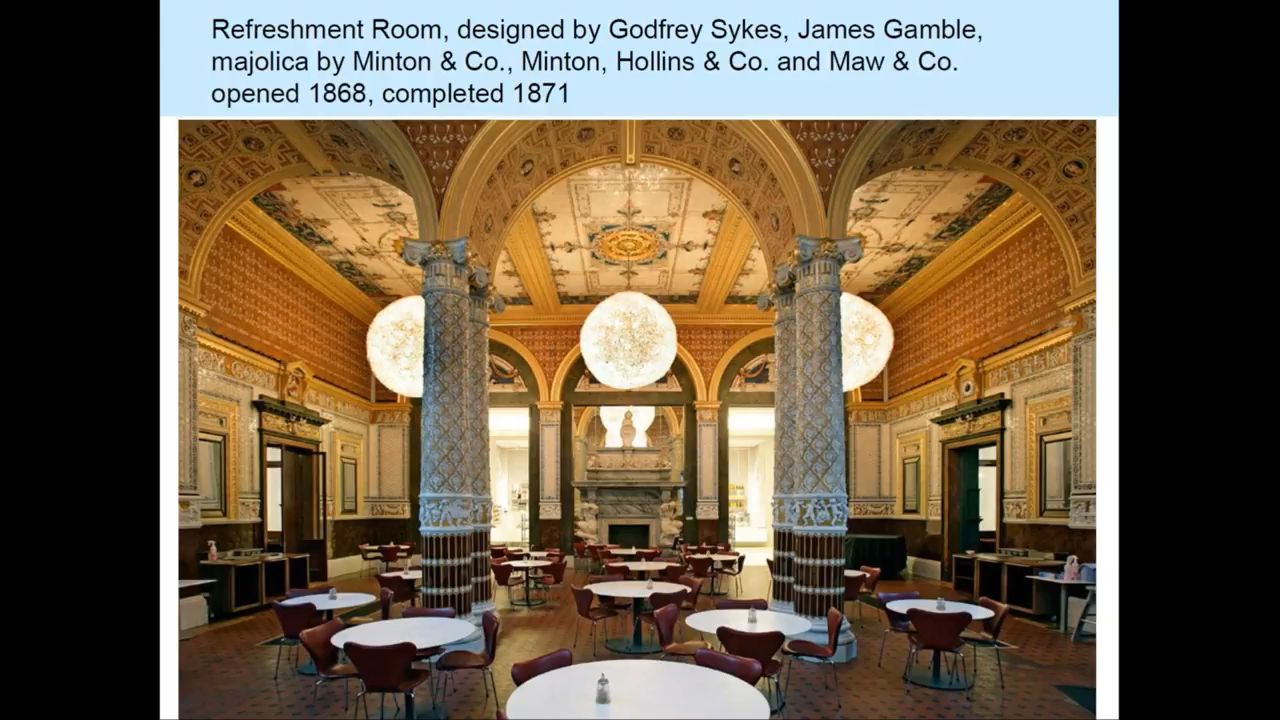 Refreshment Room, designed by Godfrey Sykes, James Gamble,
majolica by Minton & Co., Minton, Hollins & Co. and Maw & Co.
opened 1868, completed 1871